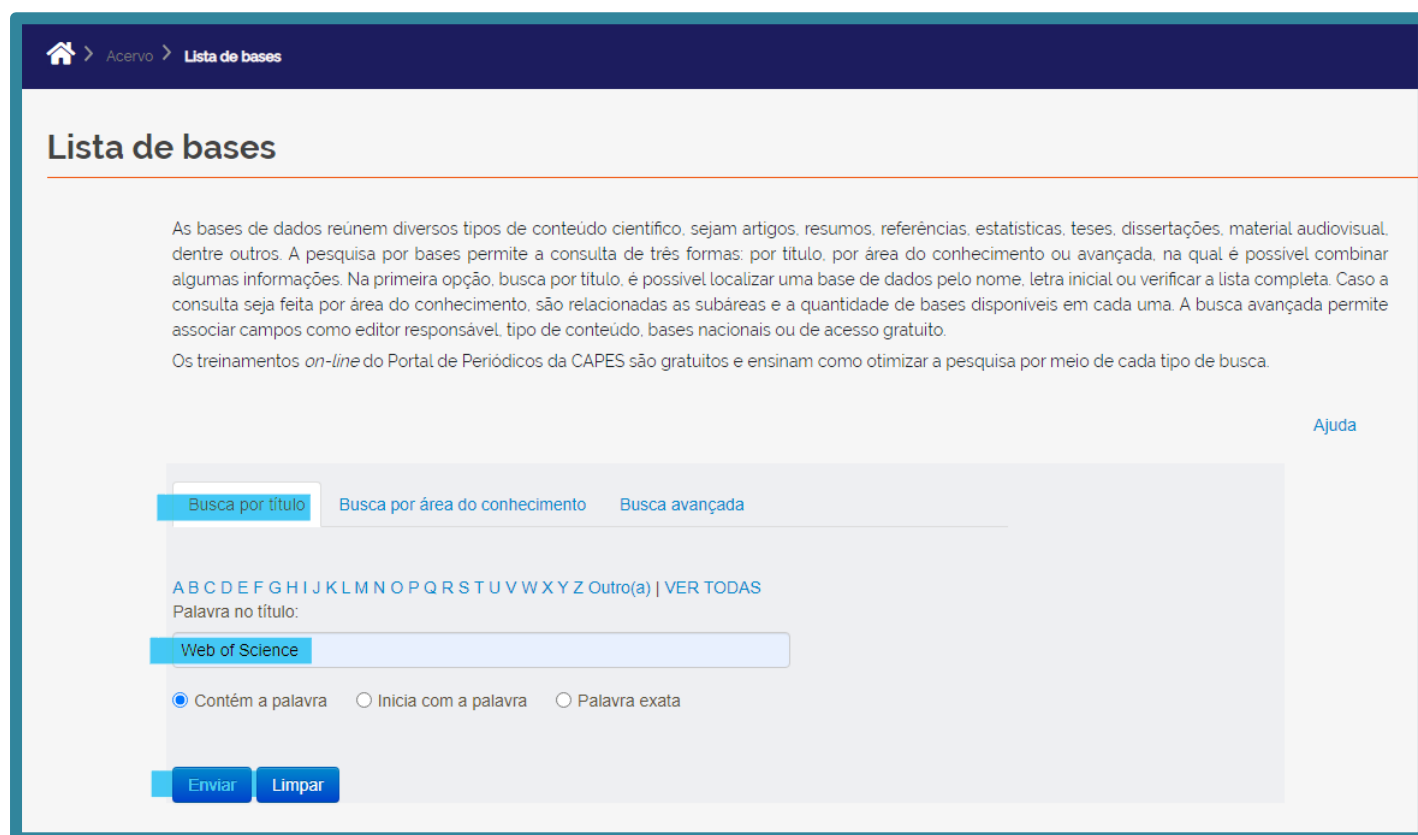 Acervo Lista de bases
Lista de bases
As bases de dados reúnem diversos tipos de conteúdo científico, sejam artigos, resumos, referências, estatísticas, teses, dissertações, material audiovisual,
dentre outros. A pesquisa por bases permite a consulta de três formas: por título, por área do conhecimento ou avançada, na qual é possível combinar
algumas informações. Na primeira opção, busca por título, é possível localizar uma base de dados pelo nome, letra inicial ou verificar a lista completa. Caso a
consulta seja feita por área do conhecimento, são relacionadas as subáreas e a quantidade de bases disponíveis em cada uma. A busca avançada permite
associar campos como editor responsável, tipo de conteúdo, bases nacionais ou de acesso gratuito.
Os treinamentos on-line do Portal de Periódicos da CAPES são gratuitos e ensinam como otimizar a pesquisa por meio de cada tipo de busca.
Ajuda
Busca por título Busca por área do conhecimento Busca avançada
A B C D E F G H I J K L M N O P Q R S T U V W X Y Z Outro(a) | VER TODAS
Palavra no título:
Web of Science
Contém a palavra Inicia com a palavra Palavra exata
Enviar Limpar